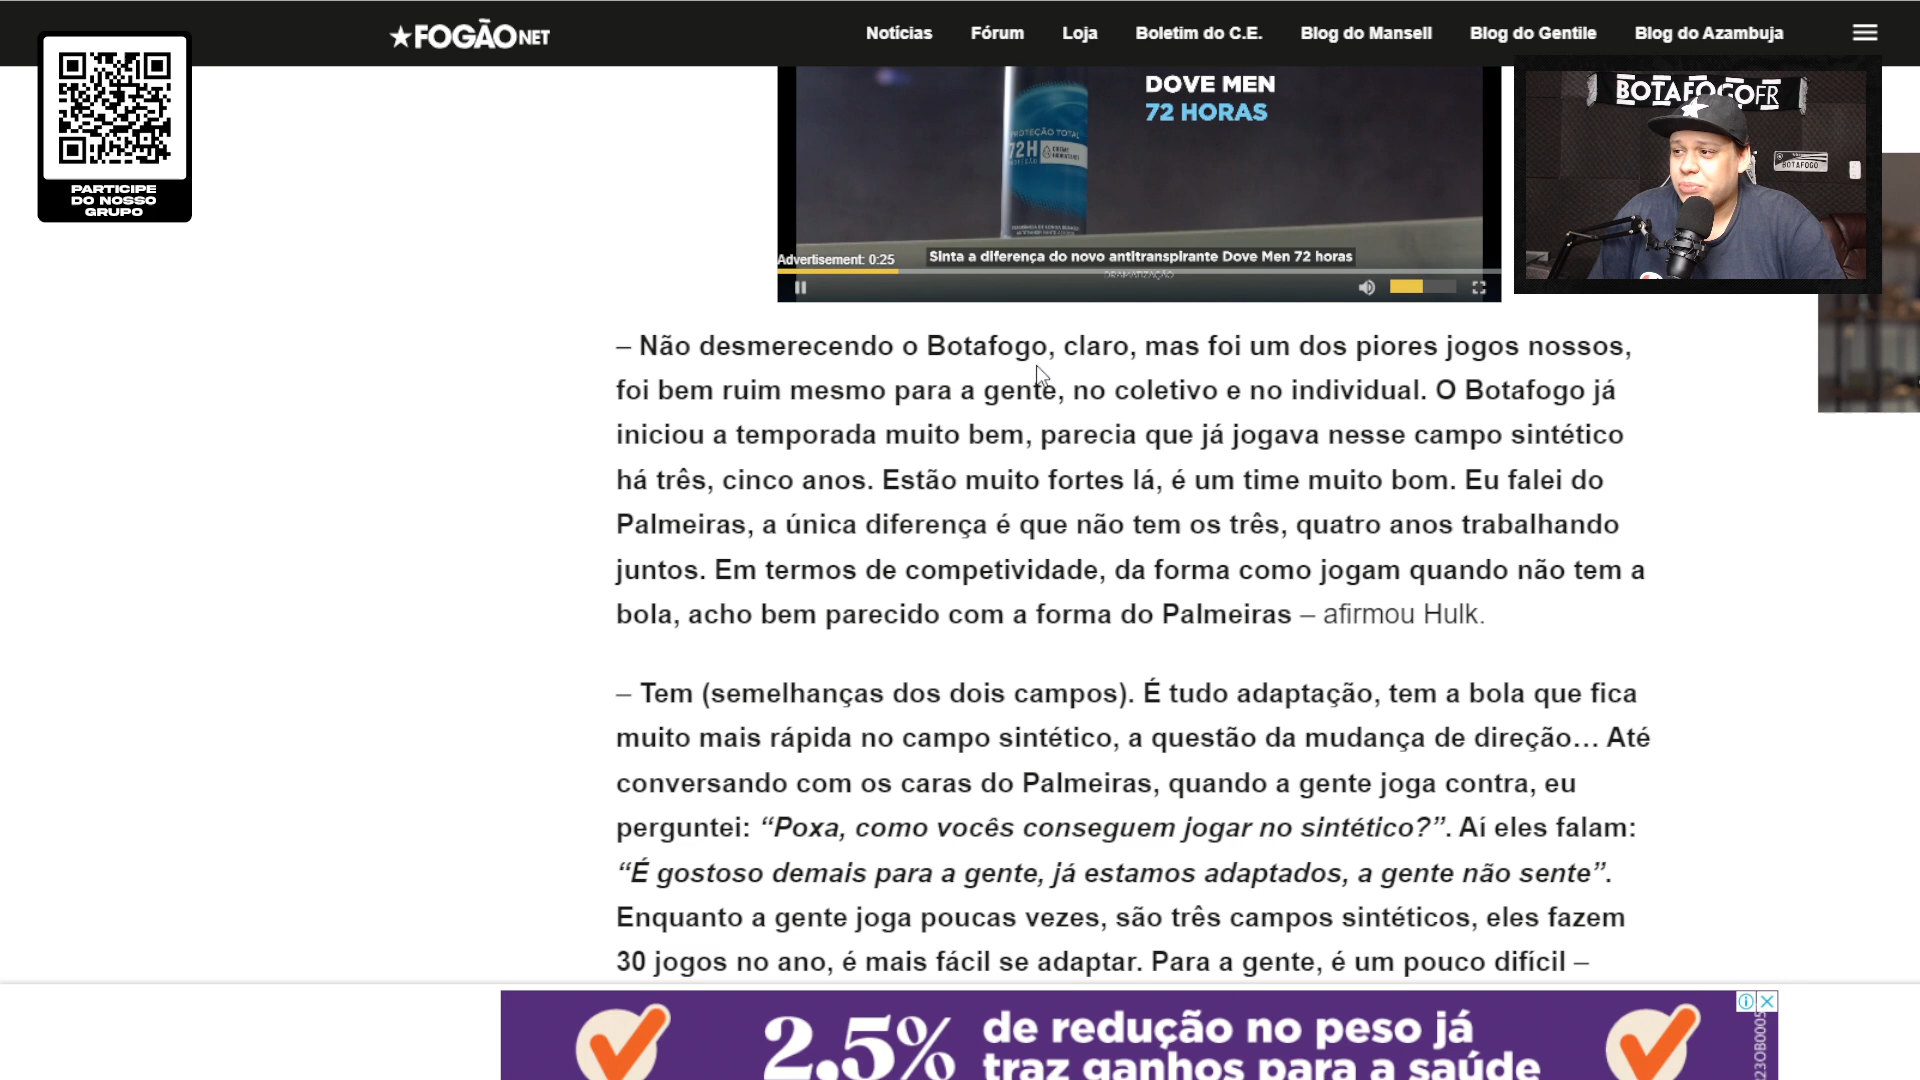 FOGÃONET
Notícias
Fórum
Loja
Boletim do C.E.
Blog do Mansell
Blog do Gentile
Blog do Azambuja
PARTICIPE
DO NOSSO
GRUPO
DOVE MEN
72 HORAS
PROTEÇÃO TOTAL
72H
BOTAFOGO FR
BOTAFOGO
Advertisement: 0:25
Sinta a diferença do novo antitranspirante Dove Men 72 horas
DRAMATIZAÇÃO
– Não desmerecendo o Botafogo, claro, mas foi um dos piores jogos nossos,
foi bem ruim mesmo para a gente, no coletivo e no individual. O Botafogo já
iniciou a temporada muito bem, parecia que já jogava nesse campo sintético
há três, cinco anos. Estão muito fortes lá, é um time muito bom. Eu falei do
Palmeiras, a única diferença é que não tem os três, quatro anos trabalhando
juntos. Em termos de competividade, da forma como jogam quando não tem a
bola, acho bem parecido com a forma do Palmeiras – afirmou Hulk.
– Tem (semelhanças dos dois campos). É tudo adaptação, tem a bola que fica
muito mais rápida no campo sintético, a questão da mudança de direção… Até
conversando com os caras do Palmeiras, quando a gente joga contra, eu
perguntei: “Poxa, como vocês conseguem jogar no sintético?”. Aí eles falam:
“É gostoso demais para a gente, já estamos adaptados, a gente não sente”.
Enquanto a gente joga poucas vezes, são três campos sintéticos, eles fazem
30 jogos no ano, é mais fácil se adaptar. Para a gente, é um pouco difícil –
2,5% de redução no peso já
traz ganhos para a saúde